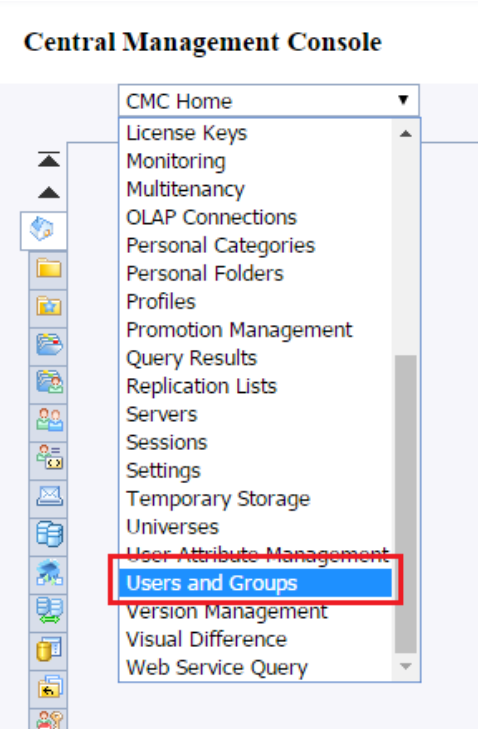 Central Management Console
CMC Home
License Keys
Monitoring
Multitenancy
OLAP Connections
Personal Categories
Personal Folders
Profiles
Promotion Management
Query Results
Replication Lists
Servers
Sessions
Settings
Temporary Storage
Universes
User Attribute Management
Users and Groups
Version Management
Visual Difference
Web Service Query